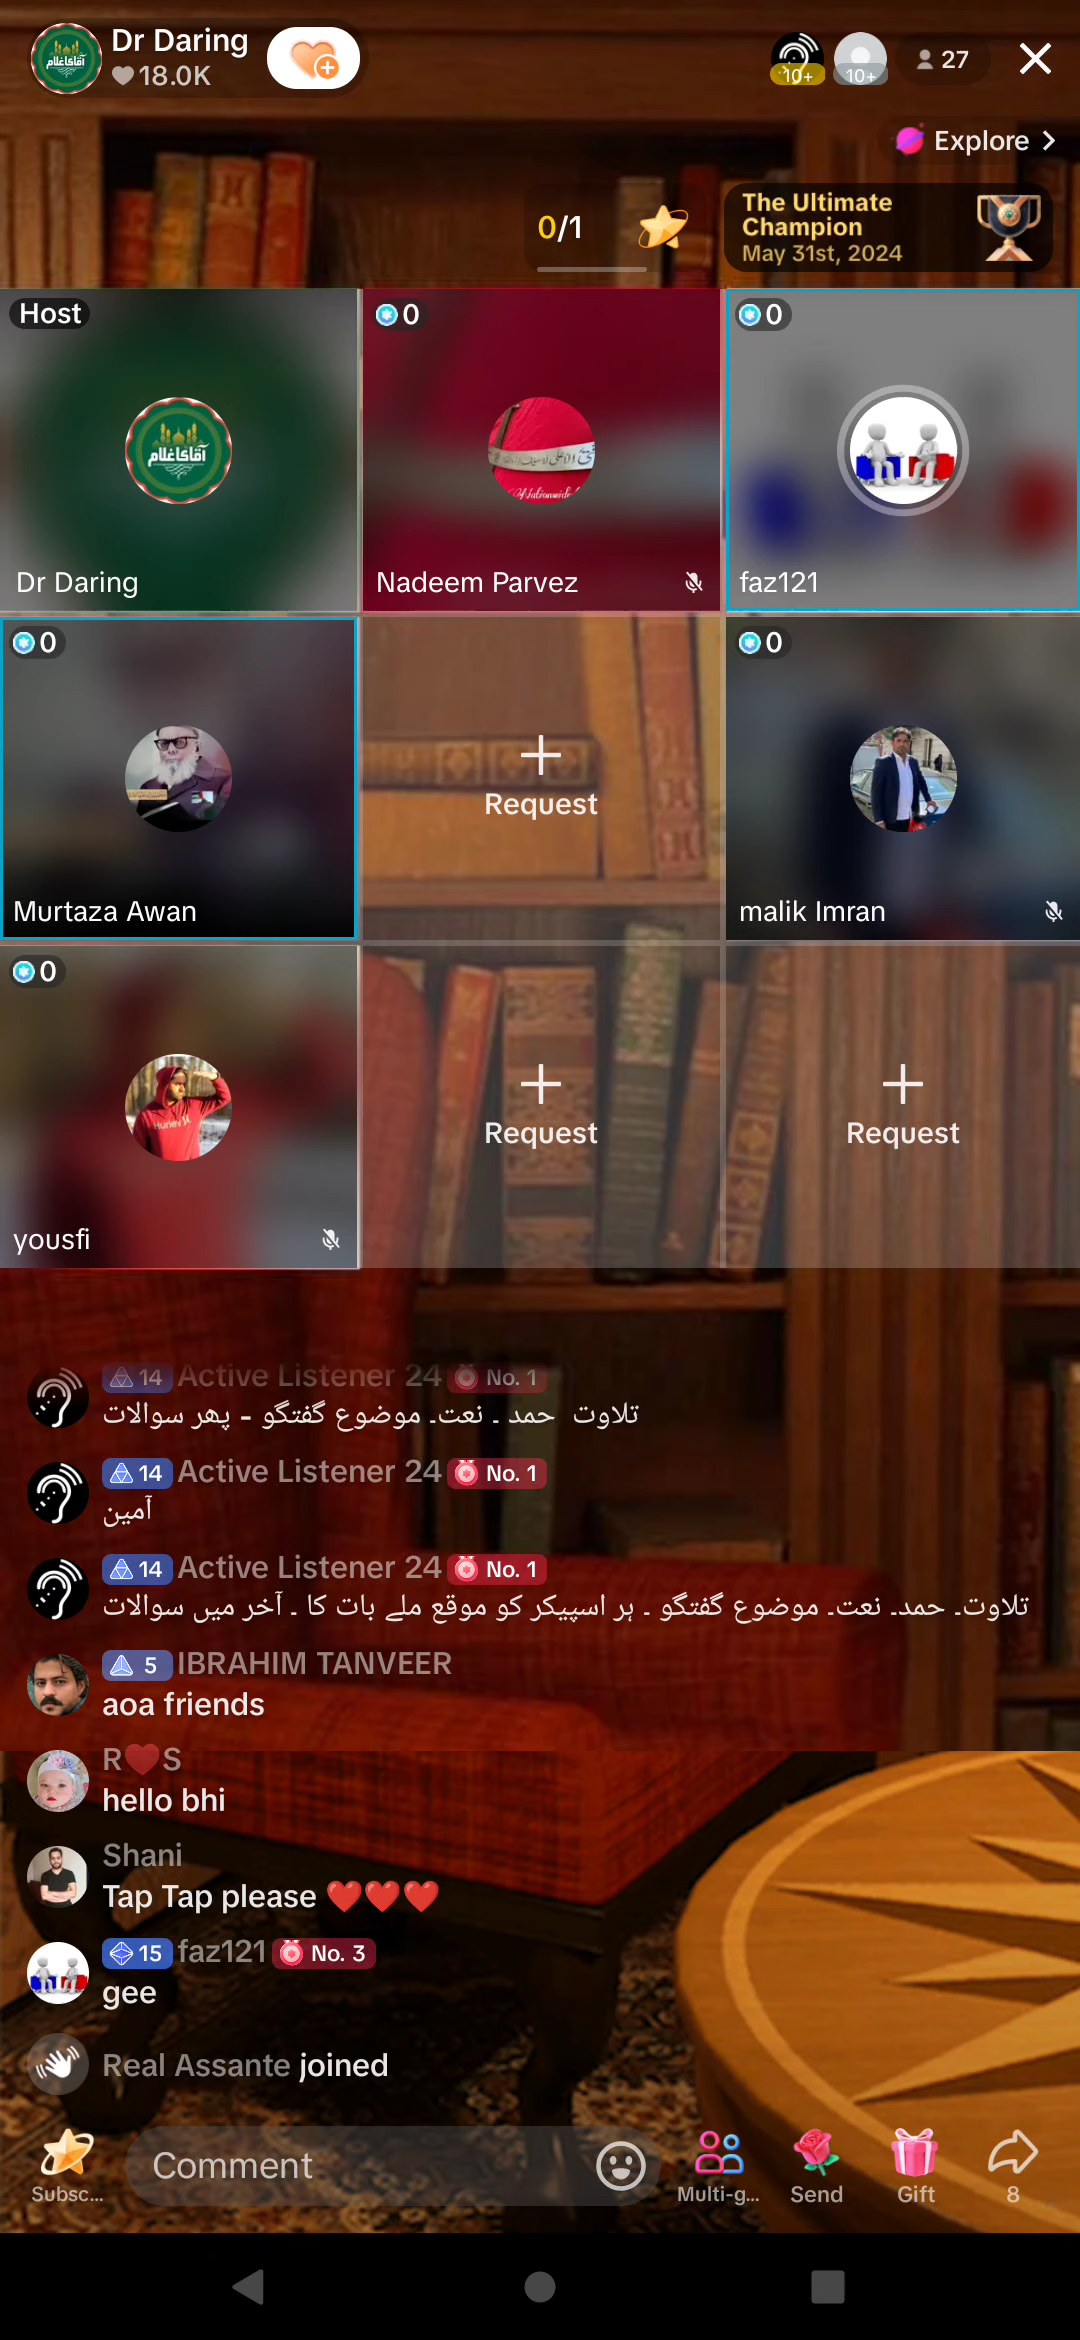 Dr Daring
18.0K
10+
10+
27
Explore
0/1
The Ultimate
Champion
May 31st, 2024
Host
آقا کا غلام
Dr Daring
0
Nationwide
Nadeem Parvez
0
faz121
0
Murtaza Awan
Request
0
malik Imran
0
Hurley
yousfi
Request
Request
14 Active Listener 24 No. 1
تلاوت حمد ۔ نعت۔ موضوع گفتگو - پھر سوالات
14 Active Listener 24 No. 1
آمین
14 Active Listener 24 No. 1
تلاوت۔ حمد۔ نعت۔ موضوع گفتگو ۔ ہر اسپیکر کو موقع ملے بات کا ۔ آخر میں سوالات
5 IBRAHIM TANVEER
aoa friends
R❤️S
hello bhi
Shani
Tap Tap please ❤️❤️❤️
15 faz121 No. 3
gee
Real Assante joined
Subsc...
Comment
Multi-g...
Send
Gift
8